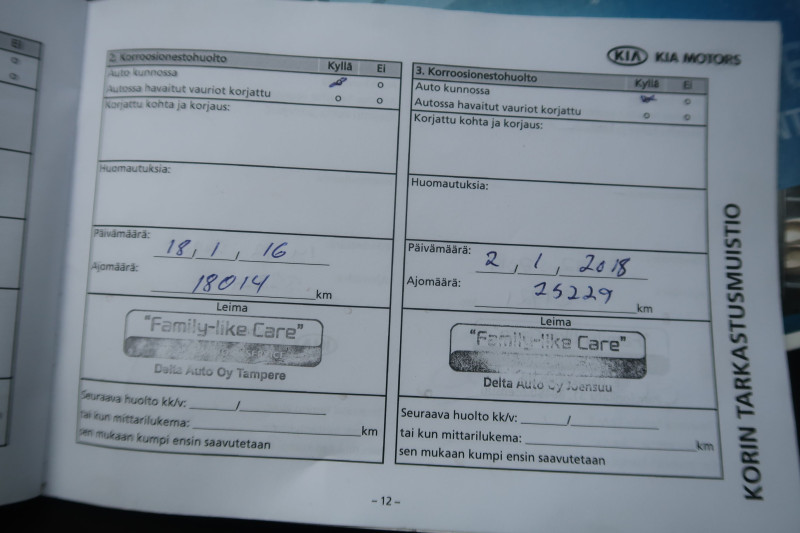 KIA KIA MOTORS
2. Korroosionestohuolto Kyllä Ei
Auto kunnossa
Autossa havaitut vauriot korjattu
Korjattu kohta ja korjaus:
Huomautuksia:
Päivämäärä: 18, 1, 16
Ajomäärä: 18014 km
Leima
"Family-like Care"
Delta Auto Oy Tampere
Seuraava huolto kk/v: /
tai kun mittarilukema: km
sen mukaan kumpi ensin saavutetaan
3. Korroosionestohuolto Kyllä Ei
Auto kunnossa
Autossa havaitut vauriot korjattu
Korjattu kohta ja korjaus:
Huomautuksia:
Päivämäärä: 2, 1, 2018
Ajomäärä: 25229 km
Leima
"Family-like Care"
Delta Auto Oy Joensuu
Seuraava huolto kk/v: /
tai kun mittarilukema: km
sen mukaan kumpi ensin saavutetaan
KORIN TARKASTUSMUISTIO
– 12 –